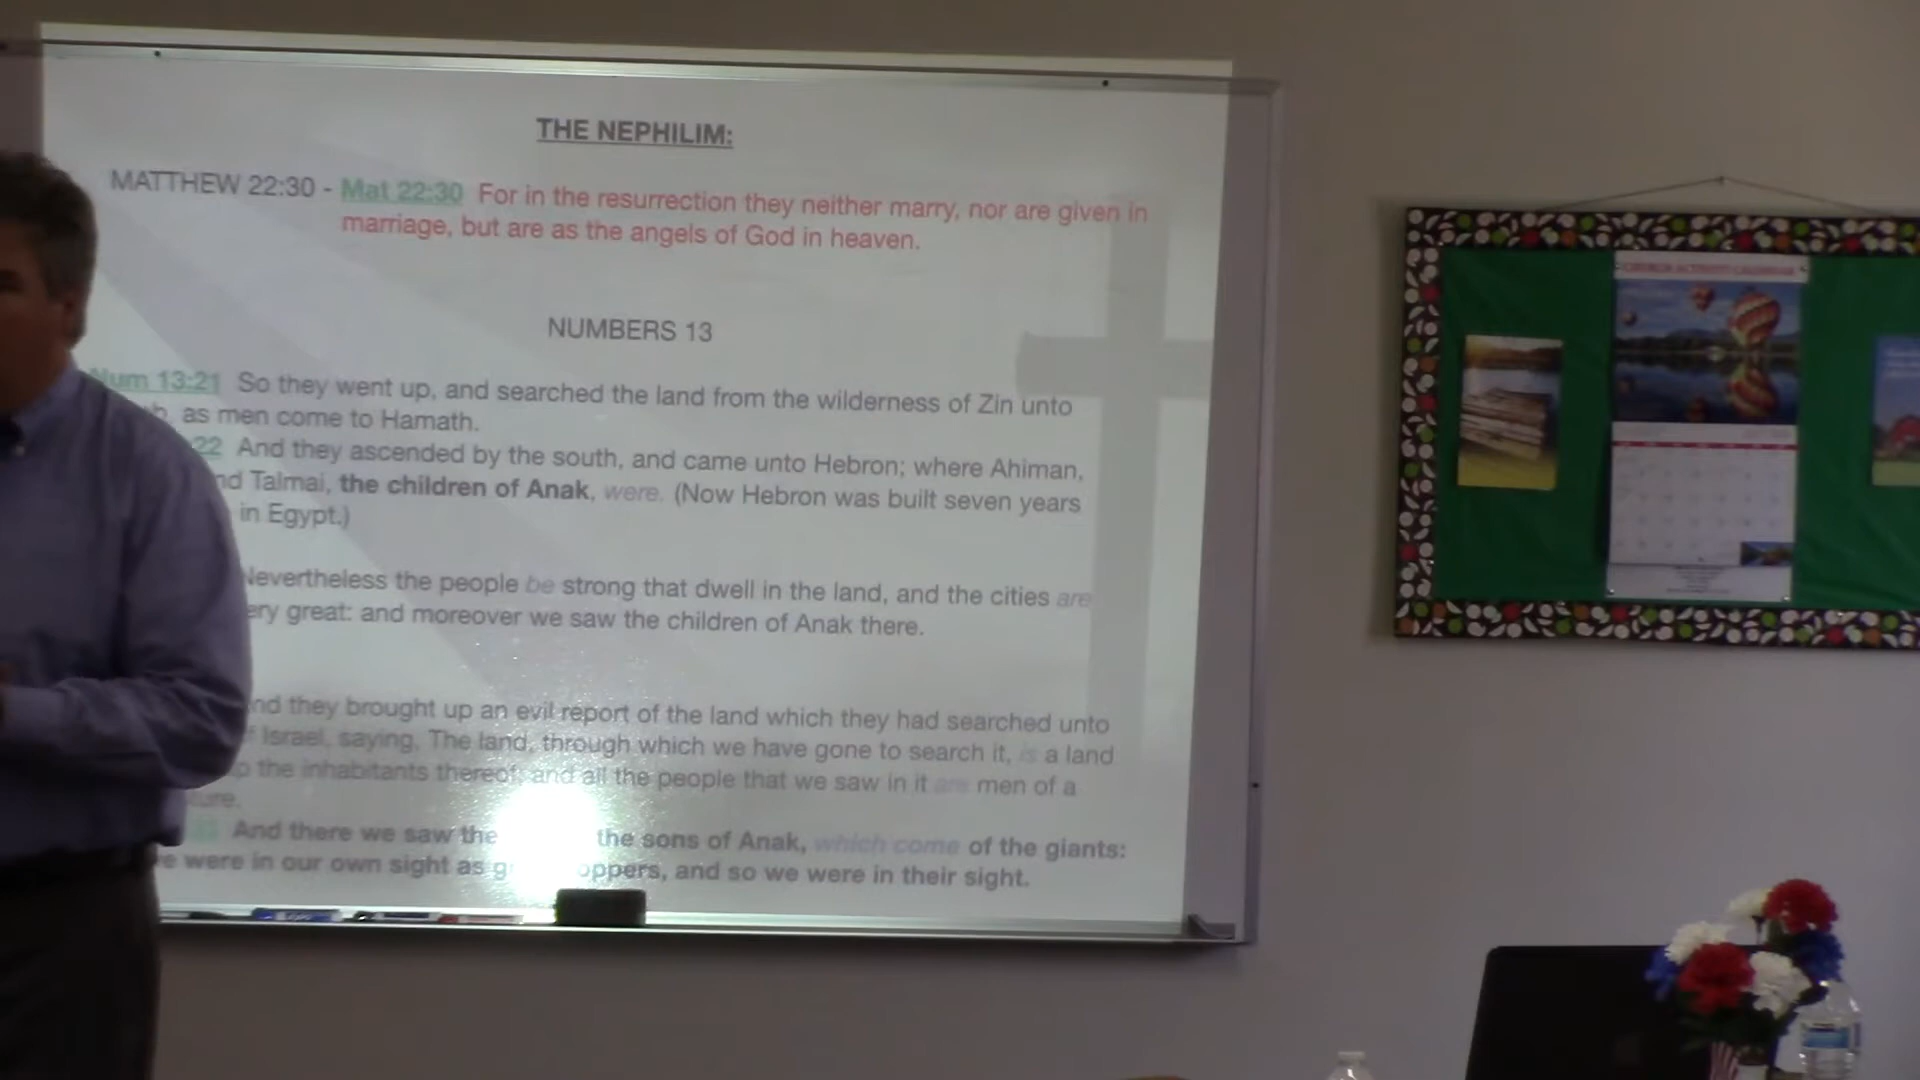 THE NEPHILIM:
MATTHEW 22:30 - Mat 22:30 For in the resurrection they neither marry, nor are given in
marriage, but are as the angels of God in heaven.
NUMBERS 13
Num 13:21 So they went up, and searched the land from the wilderness of Zin unto
as men come to Hamath.
22 And they ascended by the south, and came unto Hebron; where Ahiman,
nd Talmai, the children of Anak, were. (Now Hebron was built seven years
in Egypt.)
Nevertheless the people be strong that dwell in the land, and the cities are
ery great: and moreover we saw the children of Anak there.
nd they brought up an evil report of the land which they had searched unto
f Israel, saying, The land, through which we have gone to search it, is a land
p the inhabitants thereof; and all the people that we saw in it are men of a
ture.
And there we saw the the sons of Anak, which come of the giants:
e were in our own sight as g oppers, and so we were in their sight.
CHURCH ACTIVITY CALENDAR